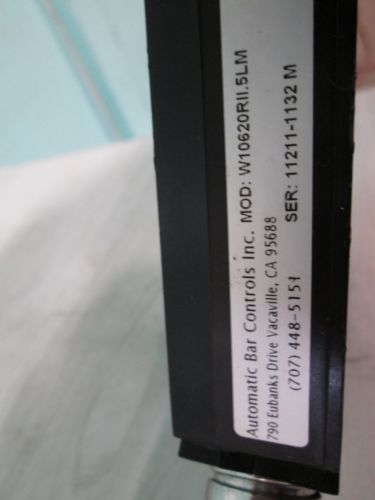 Automatic Bar Controls Inc. MOD: W10620RII.5LM
790 Eubanks Drive Vacaville, CA 95688
(707) 448-5151 SER: 11211-1132 M